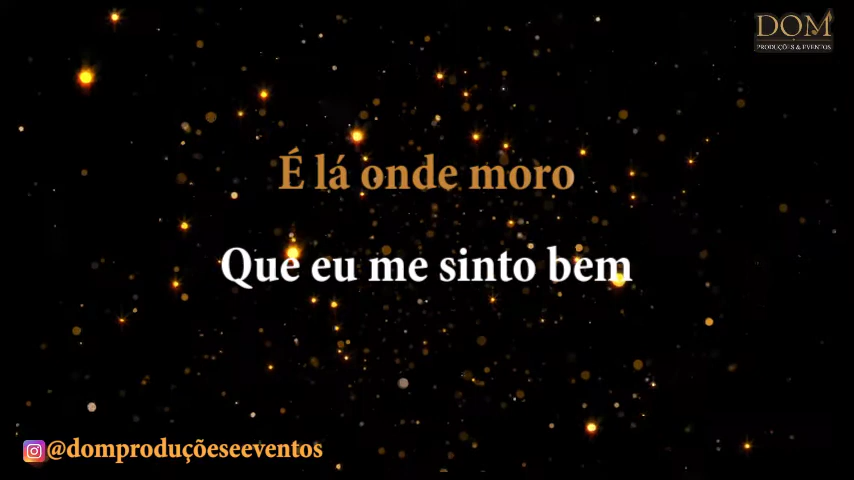 DOM
PRODUÇÕES & EVENTOS
É lá onde moro
Que eu me sinto bem
@domproduçõeseeventos